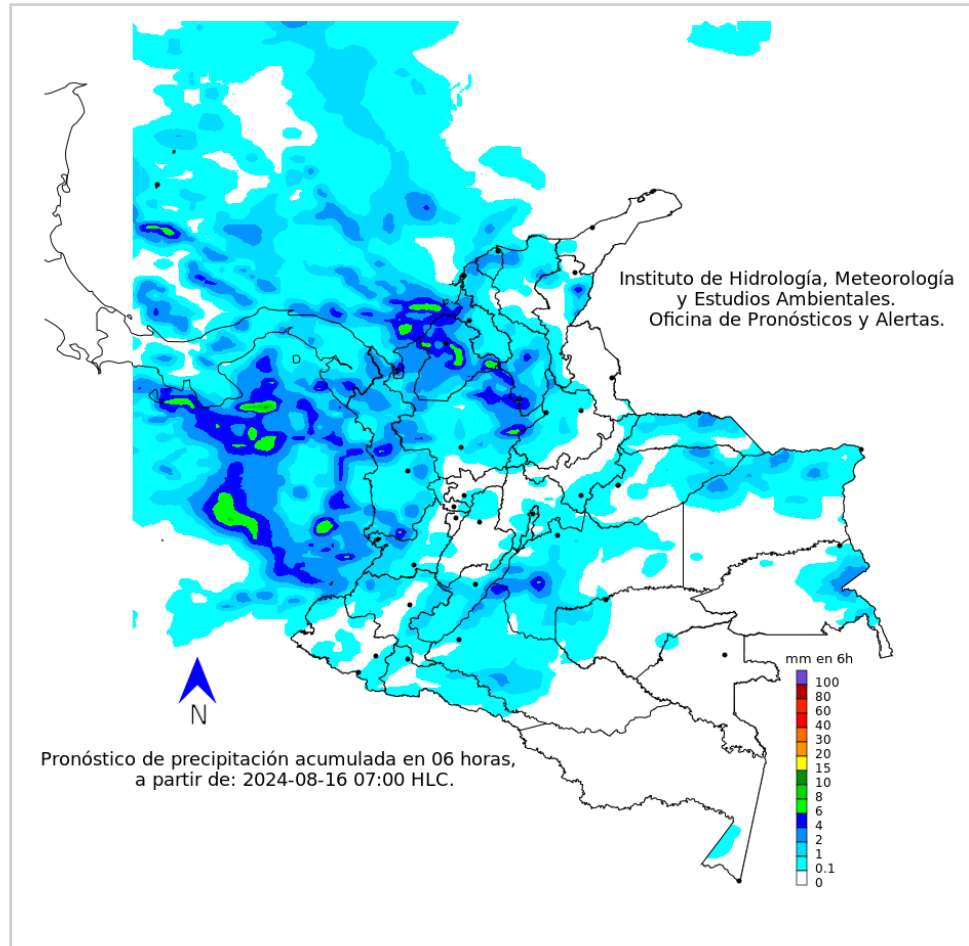 Instituto de Hidrología, Meteorología
y Estudios Ambientales.
Oficina de Pronósticos y Alertas.
mm en 6h
100
80
60
40
30
20
15
10
8
6
4
2
1
0.1
0
N
Pronóstico de precipitación acumulada en 06 horas,
a partir de: 2024-08-16 07:00 HLC.